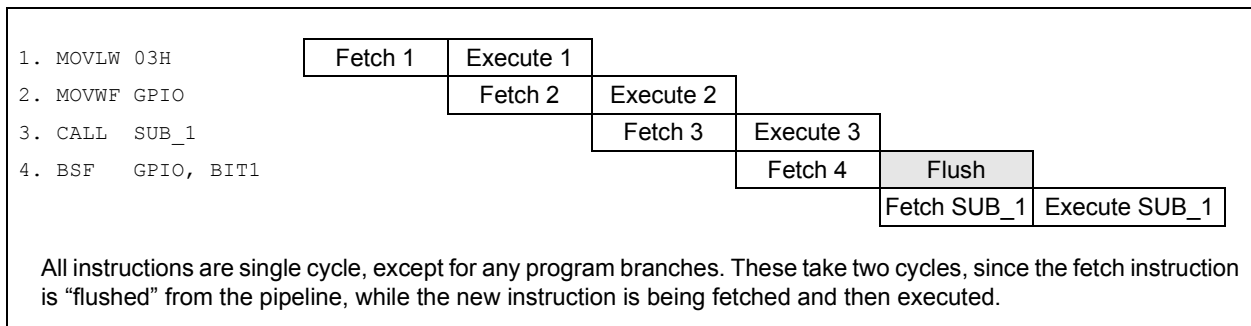 1. MOVLW 03H Fetch 1 Execute 1
2. MOVWF GPIO Fetch 2 Execute 2
3. CALL SUB_1 Fetch 3 Execute 3
4. BSF GPIO, BIT1 Fetch 4 Flush
Fetch SUB_1 Execute SUB_1
All instructions are single cycle, except for any program branches. These take two cycles, since the fetch instruction
is “flushed” from the pipeline, while the new instruction is being fetched and then executed.